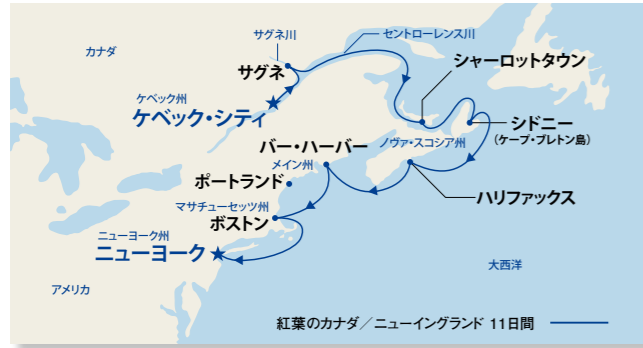 カナダ
サグネ川
セントローレンス川
サグネ
シャーロットタウン
ケベック州
ケベック・シティ
シドニー
(ケープ・ブレトン島)
バー・ハーバー
ノヴァ・スコシア州
メイン州
ポートランド
ハリファックス
マサチューセッツ州
ボストン
ニューヨーク州
ニューヨーク
大西洋
アメリカ
紅葉のカナダ／ニューイングランド 11日間